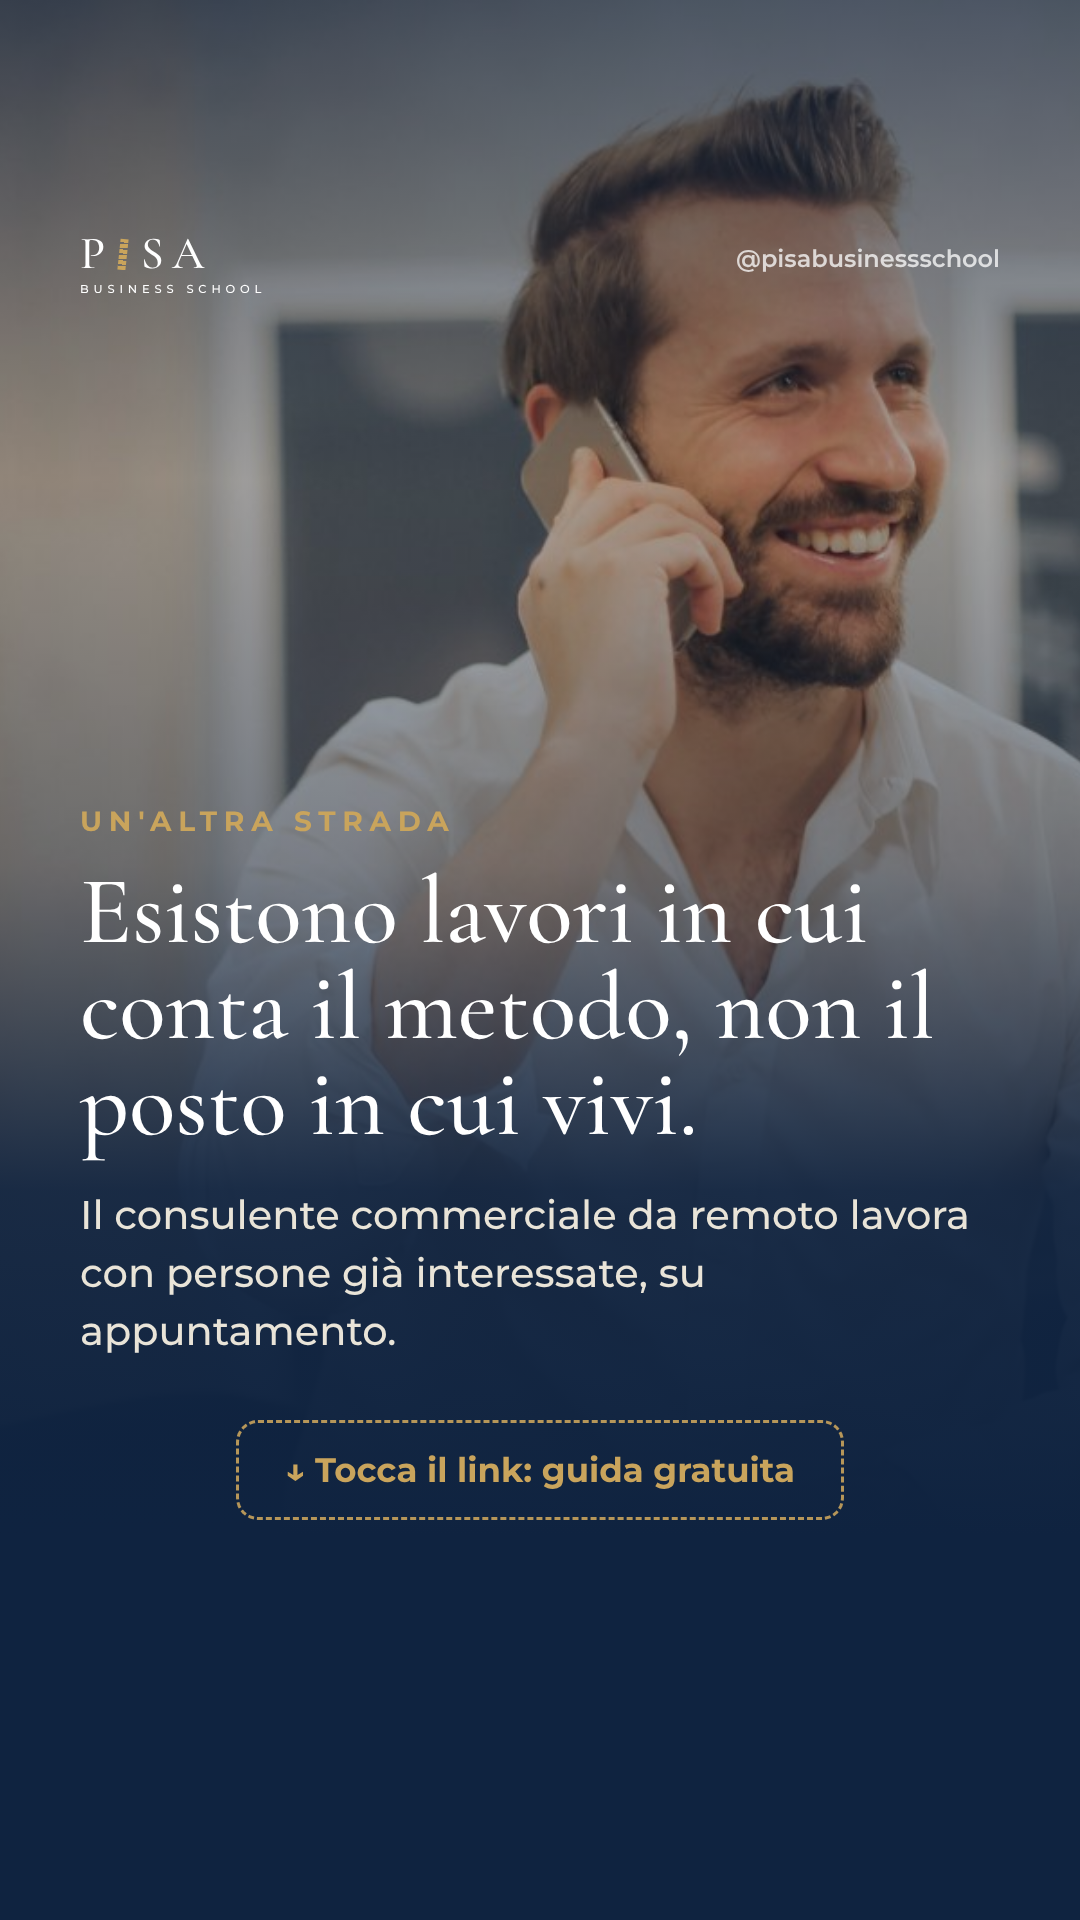 PISA
BUSINESS SCHOOL
@pisabusinessschool
UN'ALTRA STRADA
Esistono lavori in cui
conta il metodo, non il
posto in cui vivi.
Il consulente commerciale da remoto lavora
con persone già interessate, su
appuntamento.
↓ Tocca il link: guida gratuita